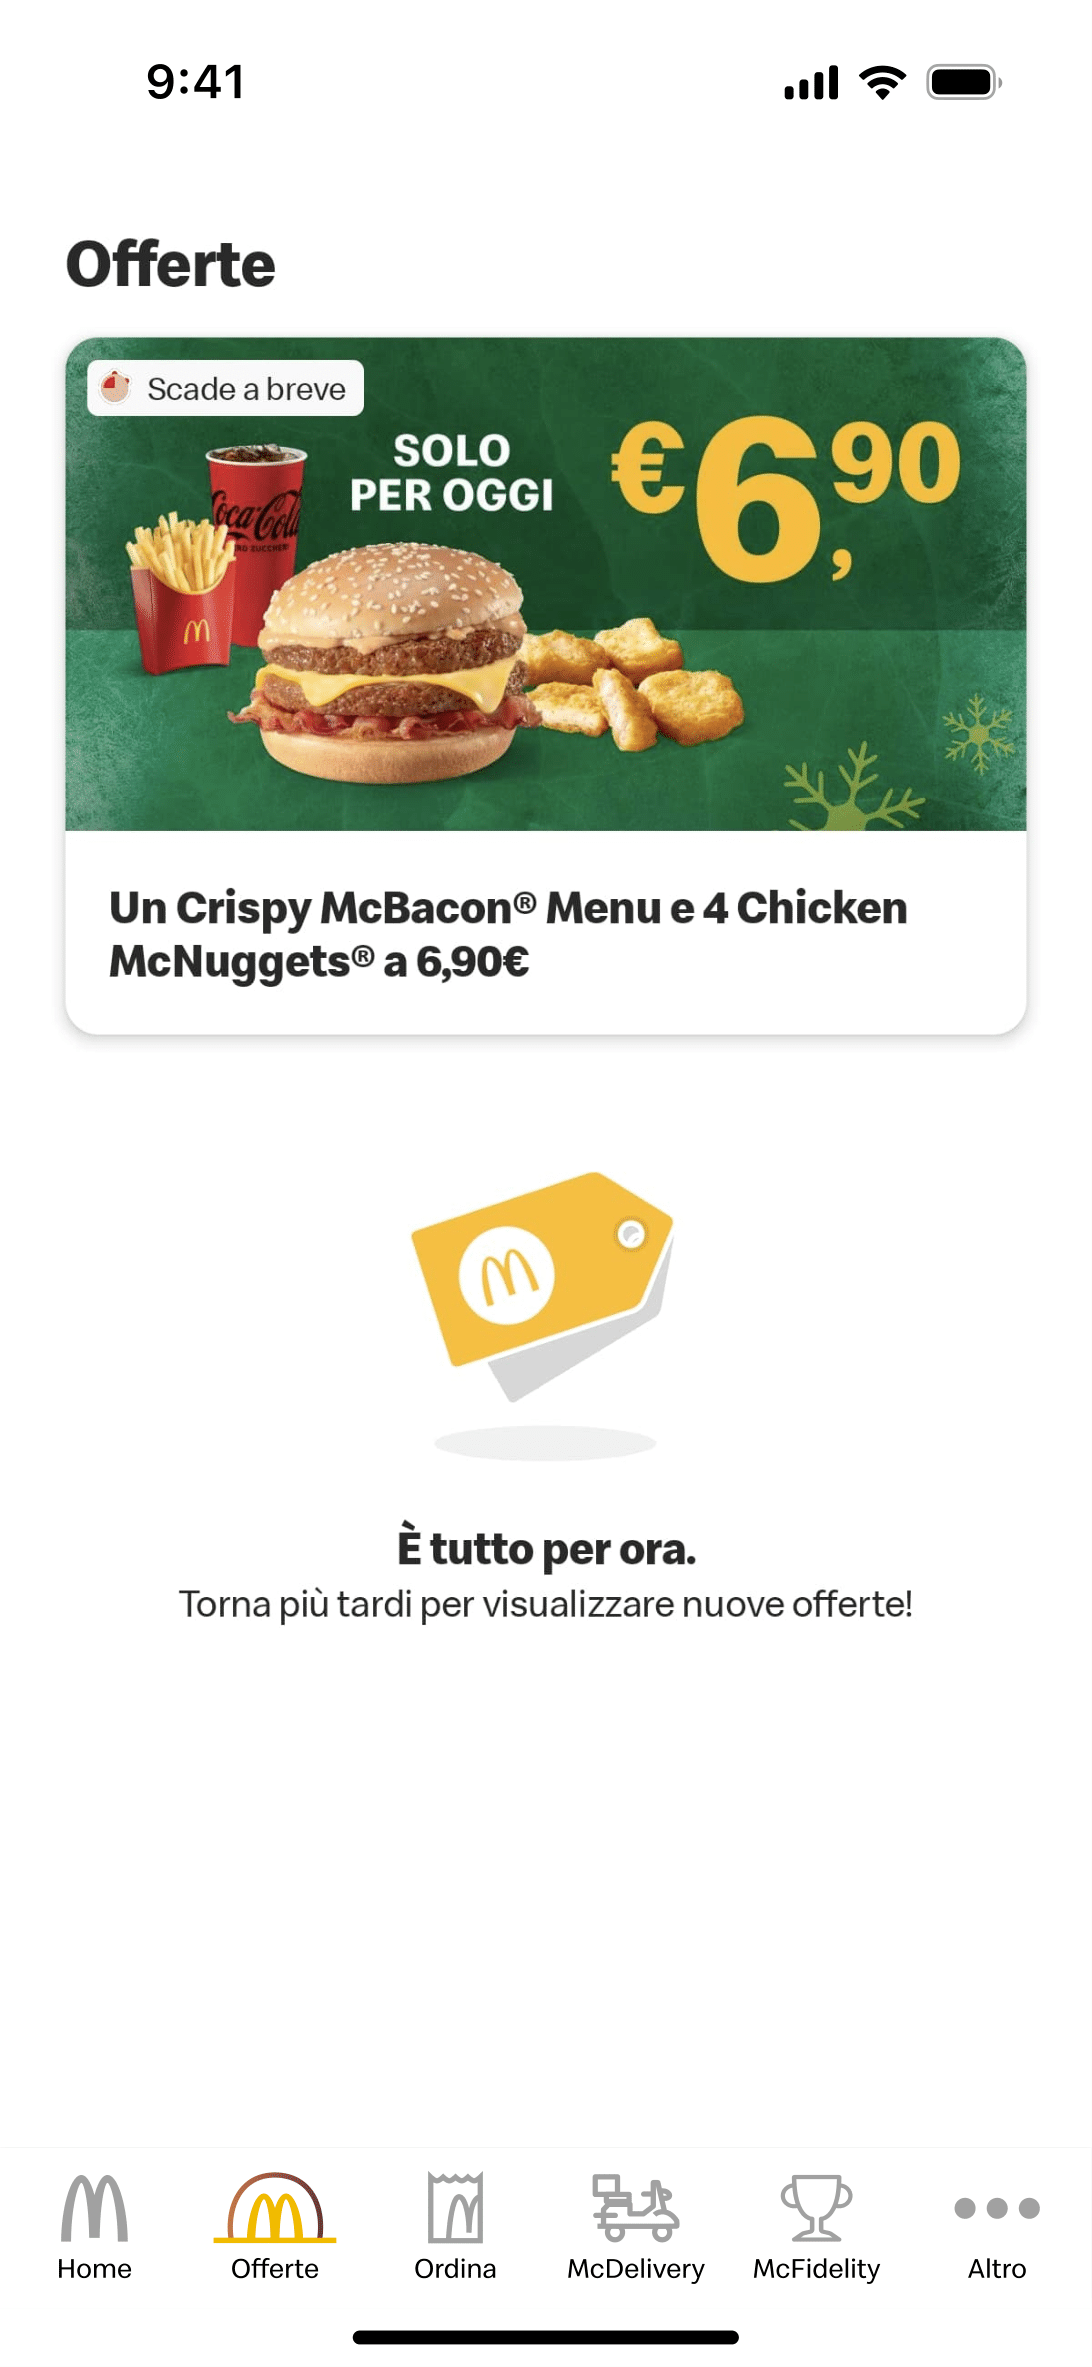 9:41
Offerte
Scade a breve
SOLO
PER OGGI
€6,90
Coca-Cola
Un Crispy McBacon® Menu e 4 Chicken
McNuggets® a 6,90€
È tutto per ora.
Torna più tardi per visualizzare nuove offerte!
Home
Offerte
Ordina
McDelivery
McFidelity
Altro